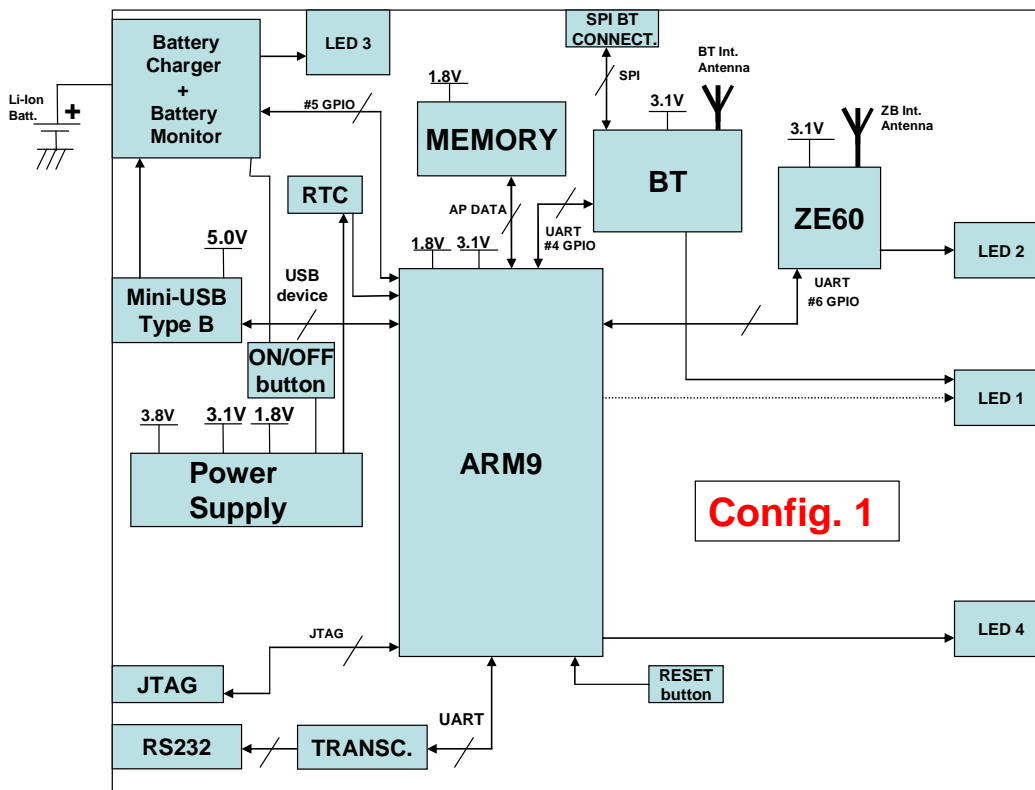 Battery
Charger
+
Battery
Monitor
LED 3
SPI BT
CONNECT.
BT Int.
Antenna
SPI
1.8V
3.1V
Li-Ion
Batt.
+
#5 GPIO
MEMORY
3.1V
ZB Int.
Antenna
BT
RTC
AP DATA
UART
#4 GPIO
ZE60
5.0V
1.8V
3.1V
LED 2
USB
device
UART
#6 GPIO
Mini-USB
Type B
ON/OFF
button
LED 1
3.8V
3.1V
1.8V
Power
Supply
ARM9
Config. 1
JTAG
LED 4
JTAG
RESET
button
UART
RS232
TRANSC.